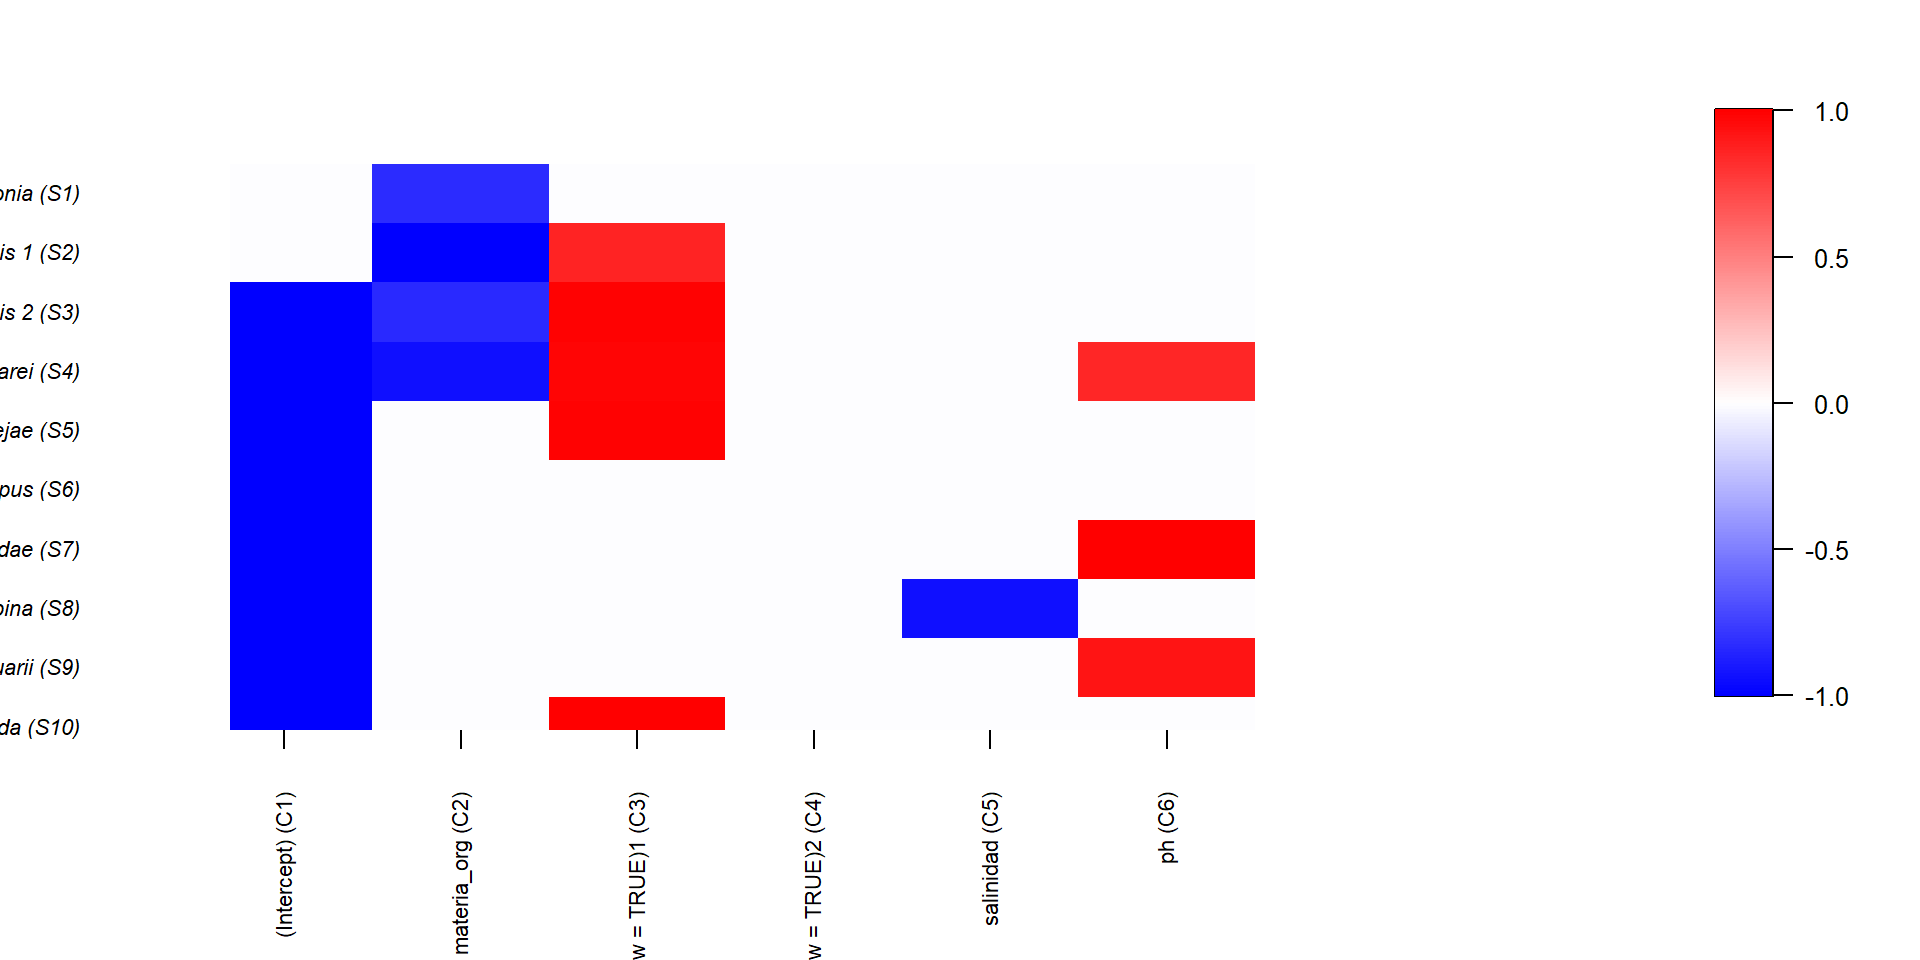 onia (S1)
is 1 (S2)
is 2 (S3)
arei (S4)
ejae (S5)
pus (S6)
dae (S7)
bina (S8)
uarii (S9)
da (S10)
(Intercept) (C1)
materia_org (C2)
w = TRUE)1 (C3)
w = TRUE)2 (C4)
salinidad (C5)
ph (C6)
1.0
0.5
0.0
-0.5
-1.0